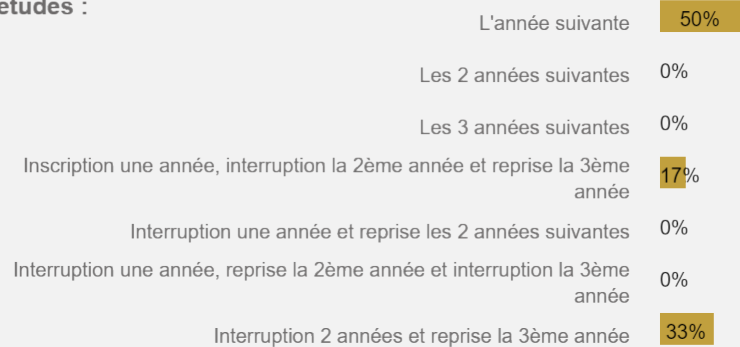 études :
L'année suivante 50%
Les 2 années suivantes 0%
Les 3 années suivantes 0%
Inscription une année, interruption la 2ème année et reprise la 3ème
année 17%
Interruption une année et reprise les 2 années suivantes 0%
Interruption une année, reprise la 2ème année et interruption la 3ème
année 0%
Interruption 2 années et reprise la 3ème année 33%